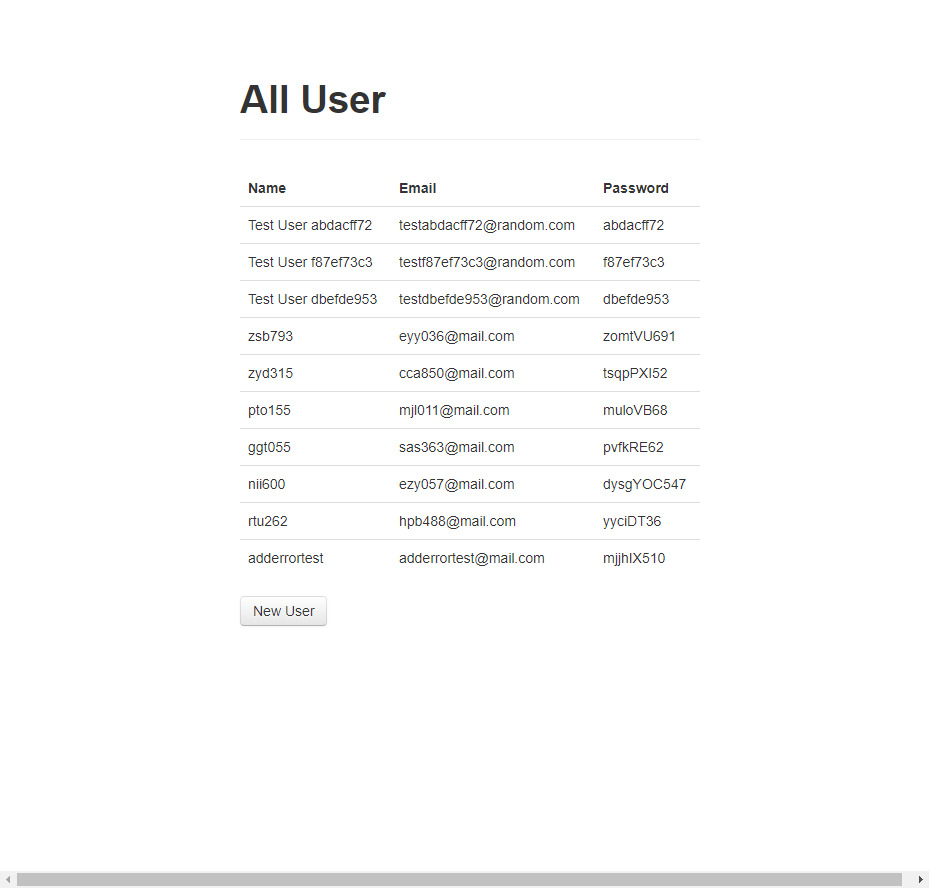 All User
Name Email Password
Test User abdacff72 testabdacff72@random.com abdacff72
Test User f87ef73c3 testf87ef73c3@random.com f87ef73c3
Test User dbefde953 testdbefde953@random.com dbefde953
zsb793 eyy036@mail.com zomtVU691
zyd315 cca850@mail.com tsqpPXI52
pto155 mjl011@mail.com muloVB68
ggt055 sas363@mail.com pvfkRE62
nii600 ezy057@mail.com dysgYOC547
rtu262 hpb488@mail.com yyciDT36
adderrortest adderrortest@mail.com mjjhIX510
New User